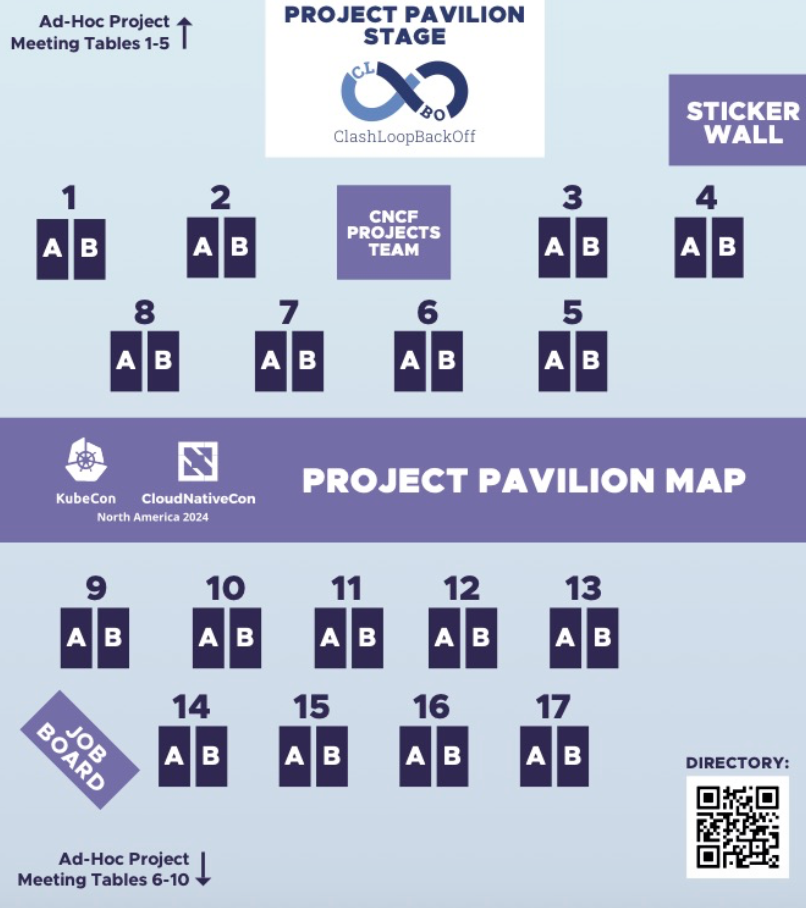 Ad-Hoc Project
Meeting Tables 1-5
PROJECT PAVILION
STAGE
CL
BO
ClashLoopBackOff
STICKER
WALL
1
A B
2
A B
CNCF
PROJECTS
TEAM
3
A B
4
A B
8
A B
7
A B
6
A B
5
A B
KubeCon
CloudNativeCon
North America 2024
PROJECT PAVILION MAP
9
A B
10
A B
11
A B
12
A B
13
A B
JOB
BOARD
14
A B
15
A B
16
A B
17
A B
DIRECTORY:
Ad-Hoc Project
Meeting Tables 6-10